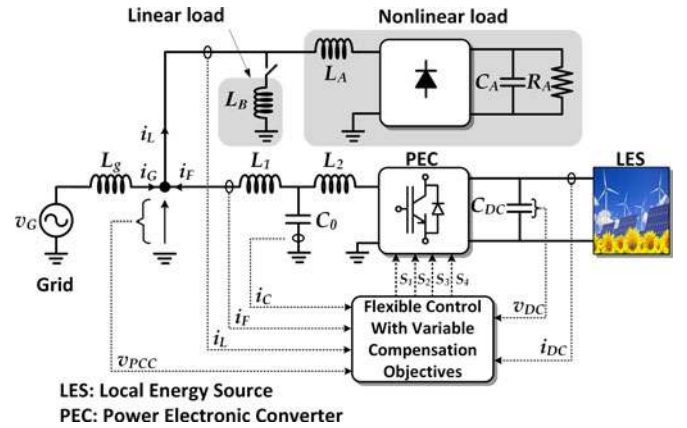 Linear load
Nonlinear load
L_A
L_B
C_A
R_A
i_L
L_g
i_G
i_F
L_1
L_2
PEC
LES
v_G
C_0
C_DC
Grid
S_1 S_2 S_3 S_4
i_C
i_F
i_L
v_PCC
Flexible Control
With Variable
Compensation
Objectives
v_DC
i_DC
LES: Local Energy Source
PEC: Power Electronic Converter